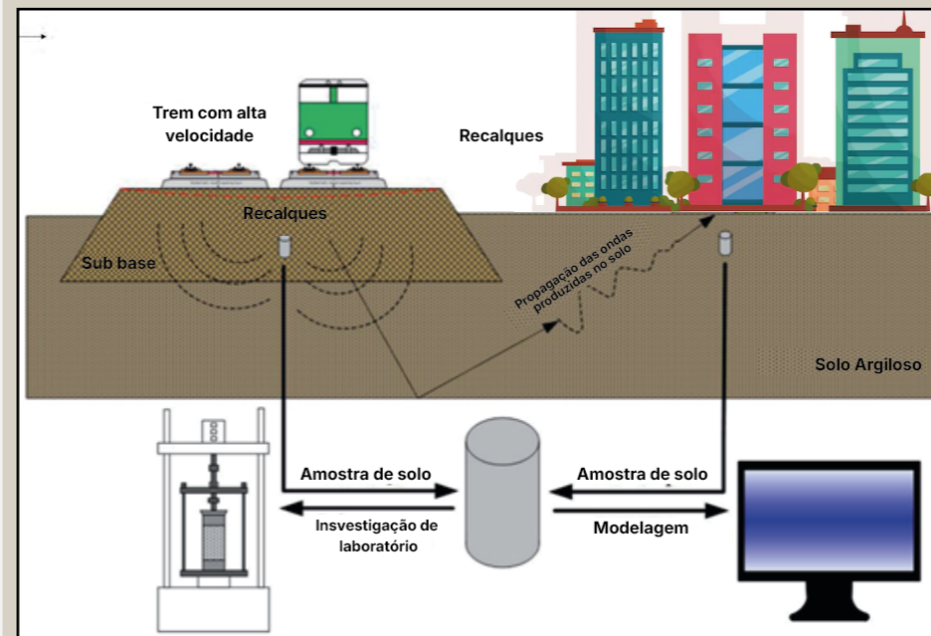 Trem com alta
velocidade
Recalques
Recalques
Sub base
Propagação das ondas
produzidas no solo
Solo Argiloso
Amostra de solo
Amostra de solo
Insvestigação de
laboratório
Modelagem